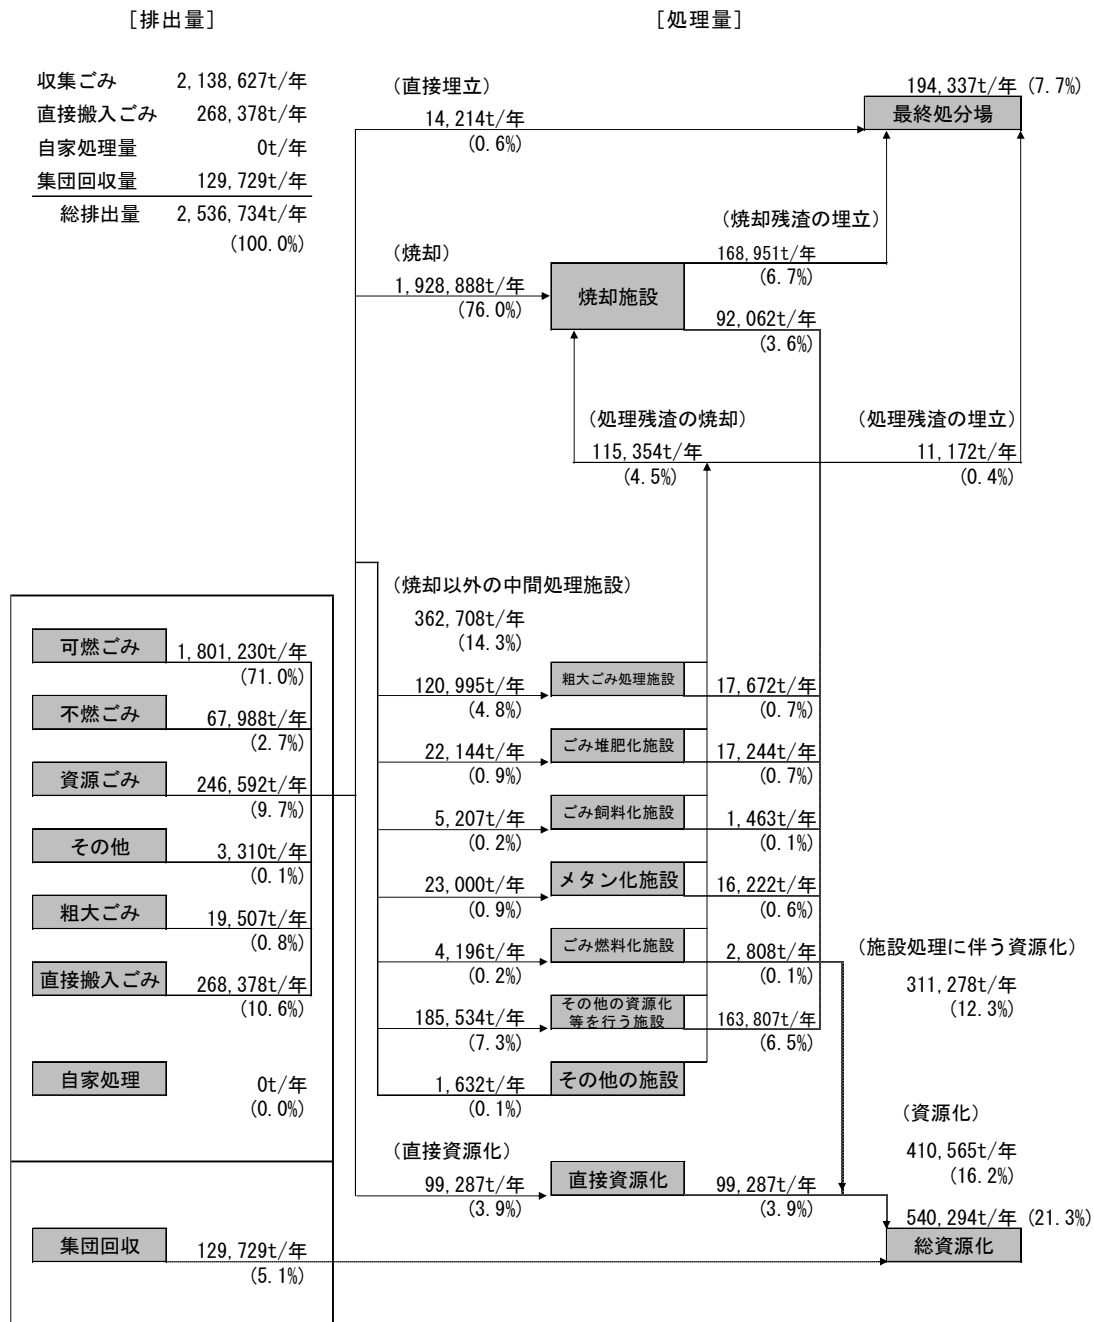 [排出量]
[処理量]
収集ごみ 2,138,627t/年
直接搬入ごみ 268,378t/年
自家処理量 0t/年
集団回収量 129,729t/年
総排出量 2,536,734t/年
(100.0%)
(直接埋立)
14,214t/年
(0.6%)
194,337t/年 (7.7%)
最終処分場
(焼却)
1,928,888t/年
(76.0%)
焼却施設
(焼却残渣の埋立)
168,951t/年
(6.7%)
92,062t/年
(3.6%)
(処理残渣の焼却)
115,354t/年
(4.5%)
(処理残渣の埋立)
11,172t/年
(0.4%)
(焼却以外の中間処理施設)
362,708t/年
(14.3%)
可燃ごみ 1,801,230t/年
(71.0%)
不燃ごみ 67,988t/年
(2.7%)
資源ごみ 246,592t/年
(9.7%)
その他 3,310t/年
(0.1%)
粗大ごみ 19,507t/年
(0.8%)
直接搬入ごみ 268,378t/年
(10.6%)
自家処理 0t/年
(0.0%)
集団回収 129,729t/年
(5.1%)
120,995t/年 粗大ごみ処理施設 17,672t/年
(4.8%) (0.7%)
22,144t/年 ごみ堆肥化施設 17,244t/年
(0.9%) (0.7%)
5,207t/年 ごみ飼料化施設 1,463t/年
(0.2%) (0.1%)
23,000t/年 メタン化施設 16,222t/年
(0.9%) (0.6%)
4,196t/年 ごみ燃料化施設 2,808t/年
(0.2%) (0.1%)
その他の資源化
185,534t/年 等を行う施設 163,807t/年
(7.3%) (6.5%)
1,632t/年 その他の施設
(0.1%)
(施設処理に伴う資源化)
311,278t/年
(12.3%)
(直接資源化)
99,287t/年 直接資源化 99,287t/年
(3.9%) (3.9%)
(資源化)
410,565t/年
(16.2%)
540,294t/年 (21.3%)
総資源化